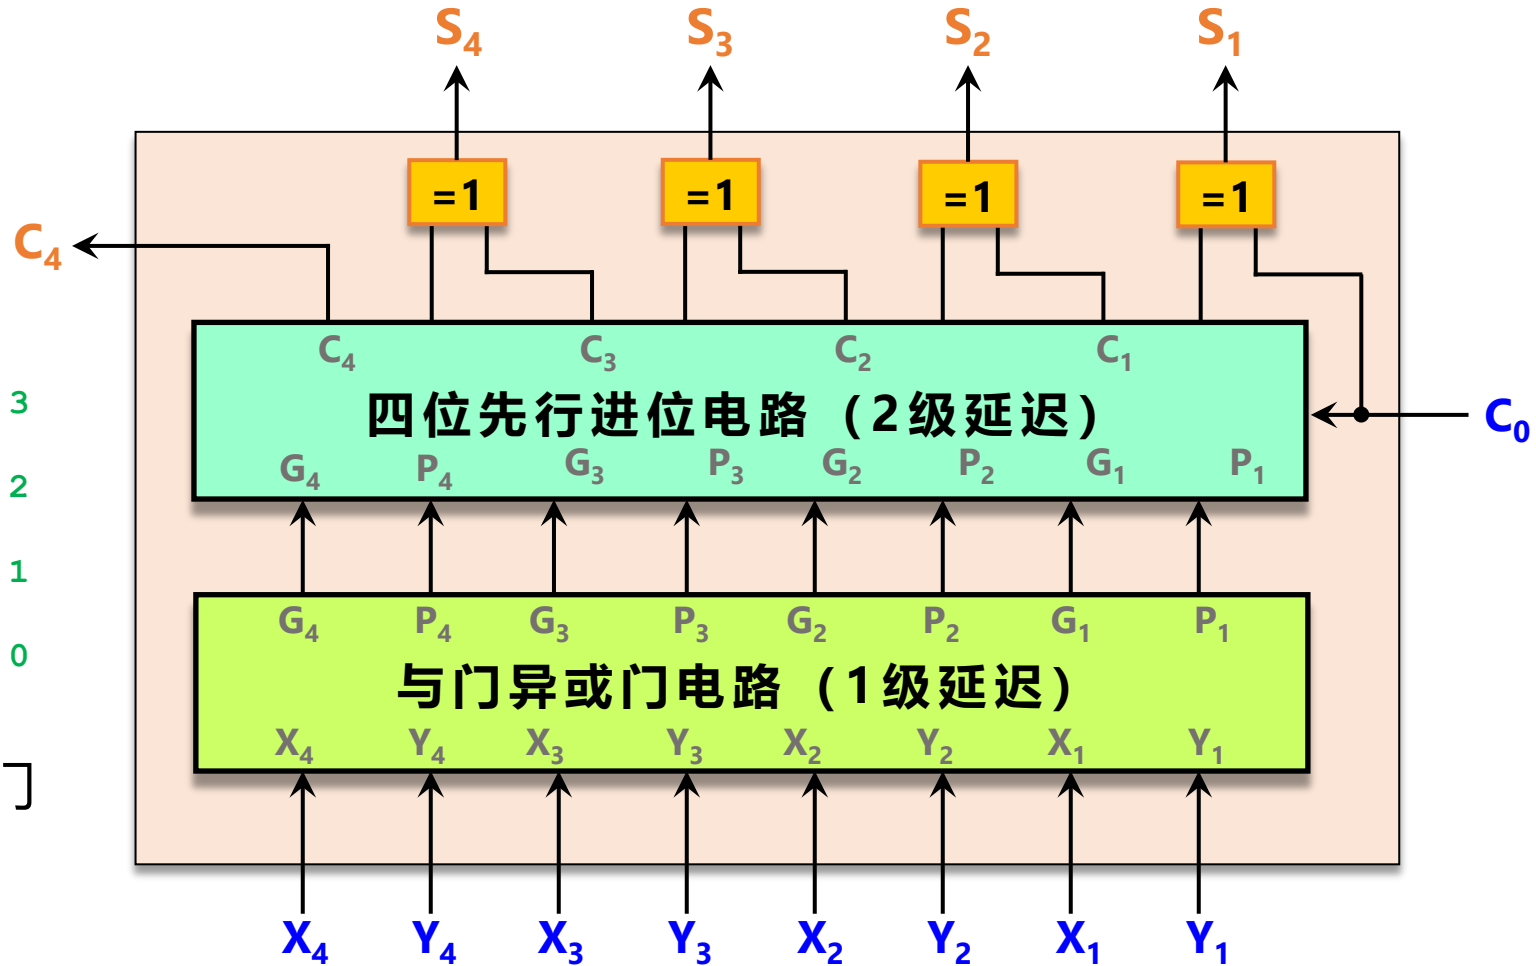 S4 S3 S2 S1
=1 =1 =1 =1
C4
C4 C3 C2 C1
3
四位先行进位电路（2级延迟）
C0
G4 P4 G3 P3 G2 P2 G1 P1
2
1
G4 P4 G3 P3 G2 P2 G1 P1
0
与门异或门电路（1级延迟）
X4 Y4 X3 Y3 X2 Y2 X1 Y1
X4 Y4 X3 Y3 X2 Y2 X1 Y1